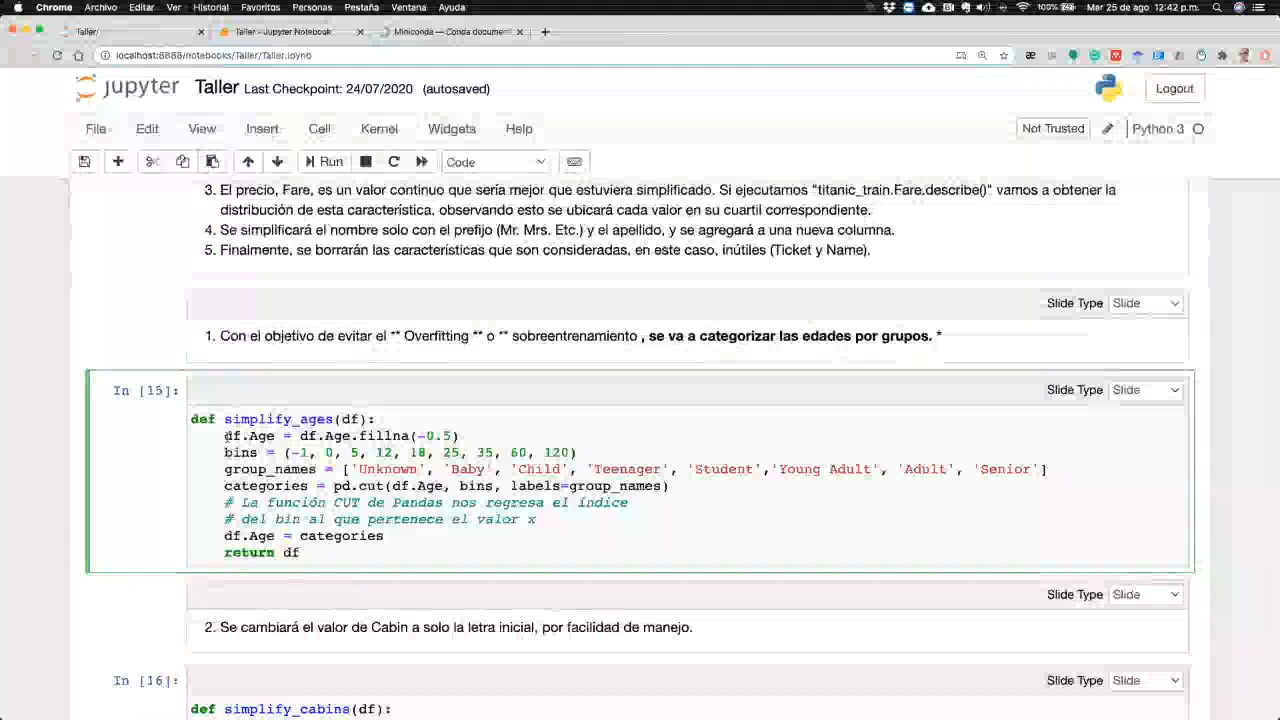 Chrome Archivo Editar Ver Historial Favoritos Personas Pestaña Ventana Ayuda 100% Mar 25 de ago 12:42 p.m.
Taller/ Taller - Jupyter Notebook Miniconda — Conda documen
localhost:8888/notebooks/Taller/Taller.ipynb
jupyter Taller Last Checkpoint: 24/07/2020 (autosaved) Logout
File Edit View Insert Cell Kernel Widgets Help Not Trusted Python 3
Run Code
3. El precio, Fare, es un valor continuo que sería mejor que estuviera simplificado. Si ejecutamos "titanic_train.Fare.describe()" vamos a obtener la
distribución de esta característica, observando esto se ubicará cada valor en su cuartil correspondiente.
4. Se simplificará el nombre solo con el prefijo (Mr. Mrs. Etc.) y el apellido, y se agregará a una nueva columna.
5. Finalmente, se borrarán las características que son consideradas, en este caso, inútiles (Ticket y Name).
Slide Type Slide
1. Con el objetivo de evitar el ** Overfitting ** o ** sobreentrenamiento , se va a categorizar las edades por grupos. *
In [15]: Slide Type Slide
def simplify_ages(df):
df.Age = df.Age.fillna(-0.5)
bins = (-1, 0, 5, 12, 18, 25, 35, 60, 120)
group_names = ['Unknown', 'Baby', 'Child', 'Teenager', 'Student','Young Adult', 'Adult', 'Senior']
categories = pd.cut(df.Age, bins, labels=group_names)
# La función CUT de Pandas nos regresa el índice
# del bin al que pertenece el valor x
df.Age = categories
return df
Slide Type Slide
2. Se cambiará el valor de Cabin a solo la letra inicial, por facilidad de manejo.
In [16]: Slide Type Slide
def simplify_cabins(df):